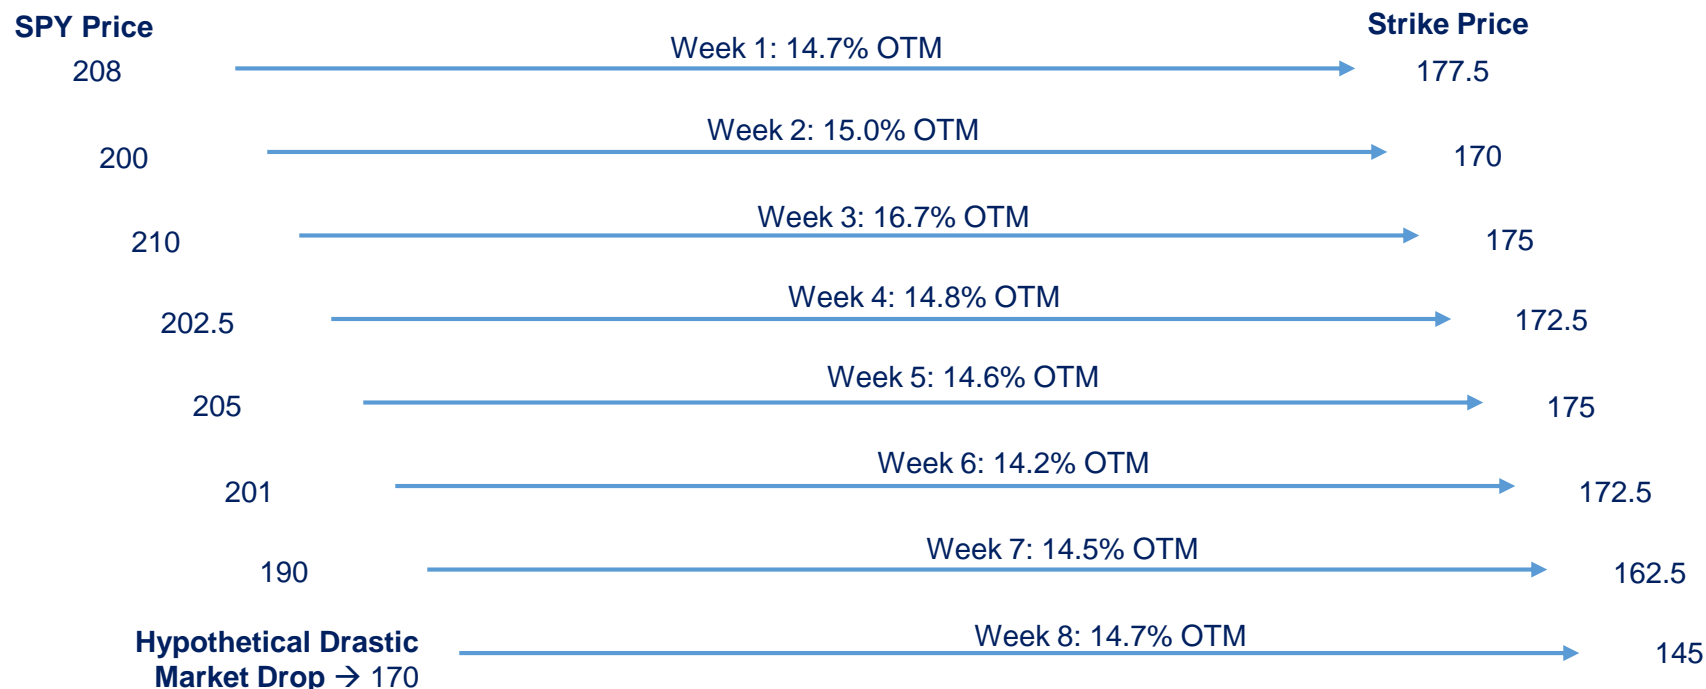 SPY Price
Strike Price
Week 1: 14.7% OTM
208
177.5
Week 2: 15.0% OTM
200
170
Week 3: 16.7% OTM
210
175
Week 4: 14.8% OTM
202.5
172.5
Week 5: 14.6% OTM
205
175
Week 6: 14.2% OTM
201
172.5
Week 7: 14.5% OTM
190
162.5
Week 8: 14.7% OTM
Hypothetical Drastic
Market Drop → 170
145